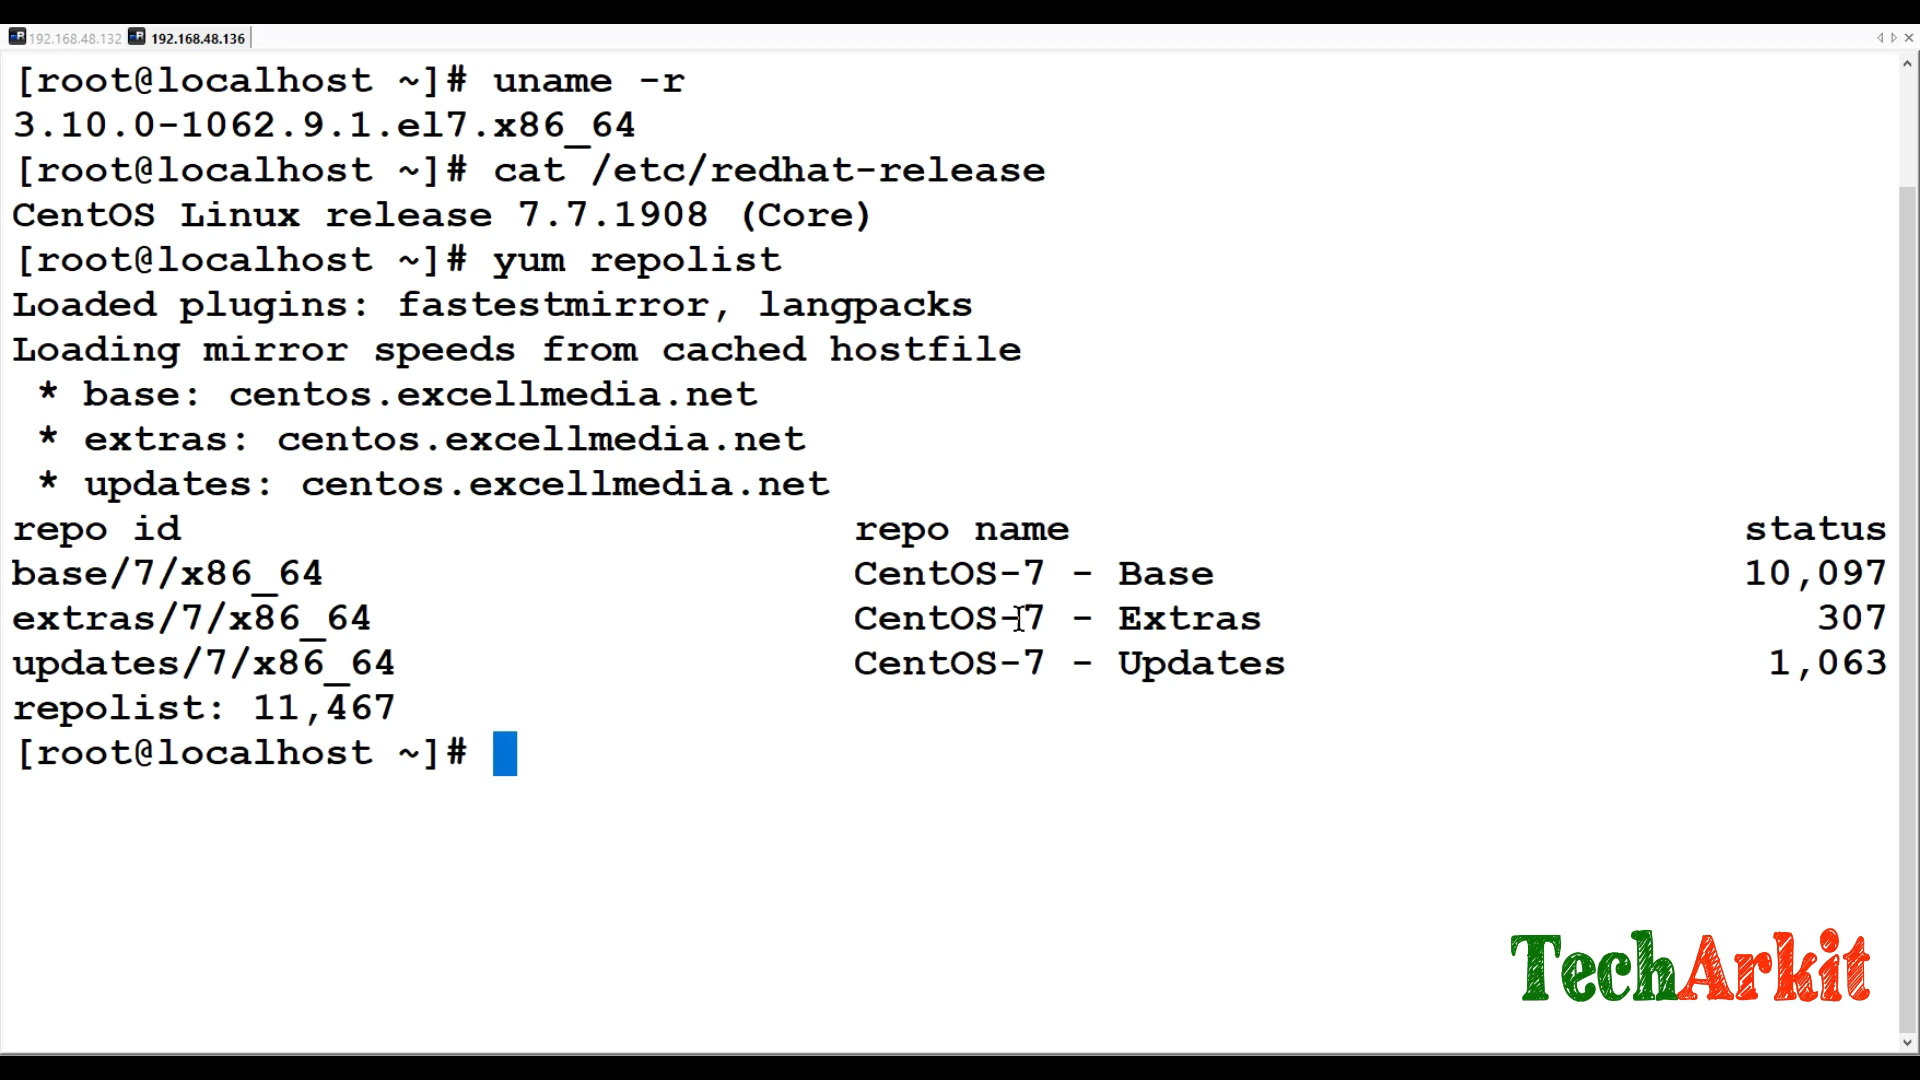 192.168.48.132 192.168.48.136
[root@localhost ~]# uname -r
3.10.0-1062.9.1.el7.x86_64
[root@localhost ~]# cat /etc/redhat-release
CentOS Linux release 7.7.1908 (Core)
[root@localhost ~]# yum repolist
Loaded plugins: fastestmirror, langpacks
Loading mirror speeds from cached hostfile
 * base: centos.excellmedia.net
 * extras: centos.excellmedia.net
 * updates: centos.excellmedia.net
repo id repo name status
base/7/x86_64 CentOS-7 - Base 10,097
extras/7/x86_64 CentOS-7 - Extras 307
updates/7/x86_64 CentOS-7 - Updates 1,063
repolist: 11,467
[root@localhost ~]#
TechArkit